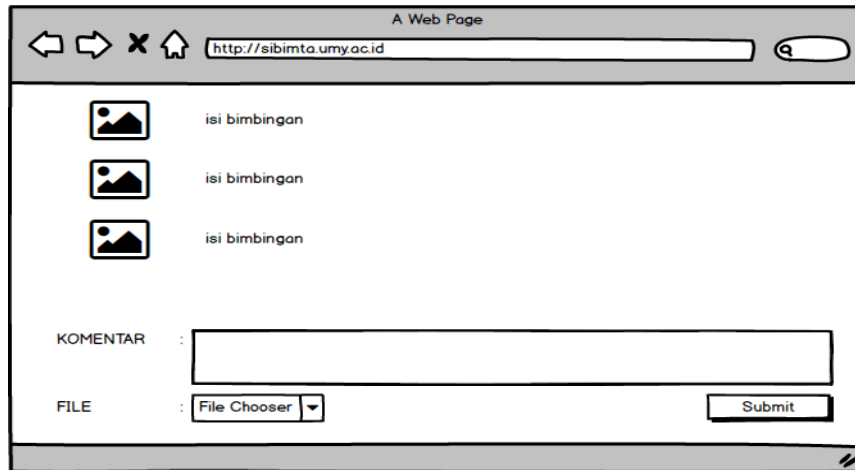 A Web Page
http://sibimta.umy.ac.id
isi bimbingan
isi bimbingan
isi bimbingan
KOMENTAR :
FILE : File Chooser Submit